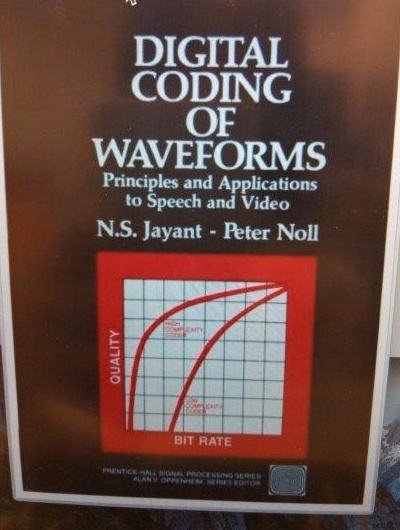 DIGITAL
CODING
OF
WAVEFORMS
Principles and Applications
to Speech and Video
N.S. Jayant - Peter Noll
QUALITY
HIGH
COMPLEXITY
CODER
LOW
COMPLEXITY
CODER
BIT RATE
PRENTICE-HALL SIGNAL PROCESSING SERIES
ALAN V. OPPENHEIM, SERIES EDITOR